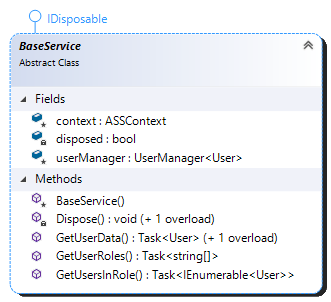 IDisposable
BaseService
Abstract Class
Fields
context : ASSContext
disposed : bool
userManager : UserManager<User>
Methods
BaseService()
Dispose() : void (+ 1 overload)
GetUserData() : Task<User> (+ 1 overload)
GetUserRoles() : Task<string[]>
GetUsersInRole() : Task<IEnumerable<User>>